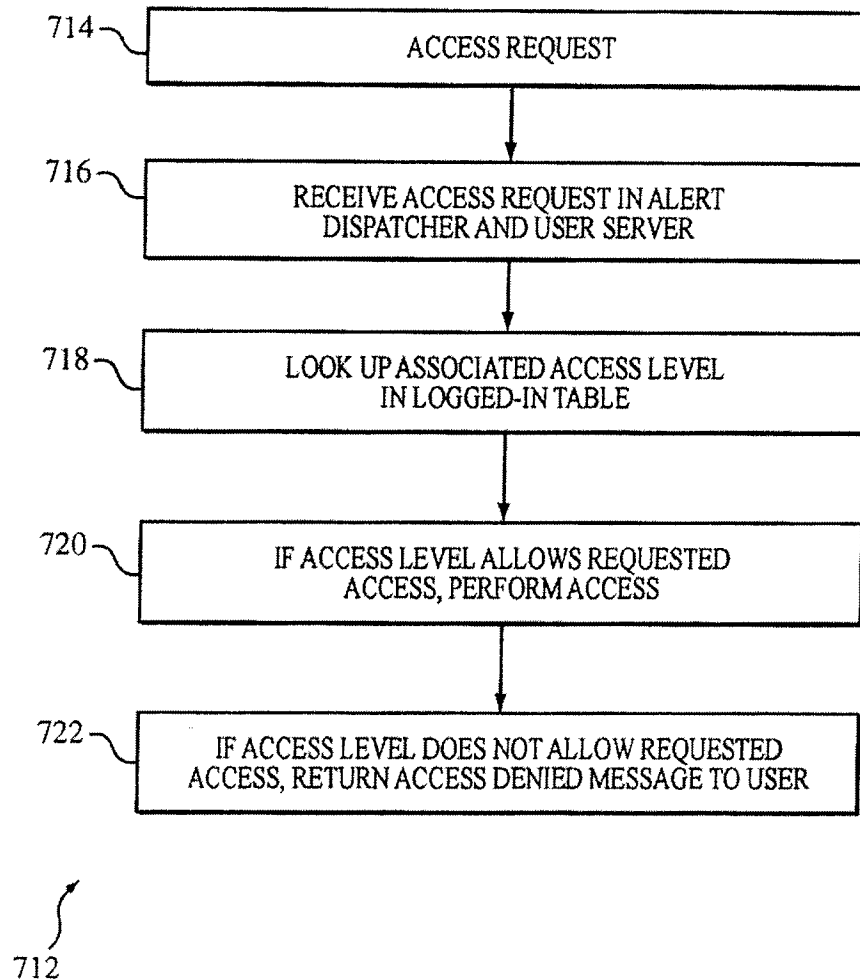 714
ACCESS REQUEST
716
RECEIVE ACCESS REQUEST IN ALERT
DISPATCHER AND USER SERVER
718
LOOK UP ASSOCIATED ACCESS LEVEL
IN LOGGED-IN TABLE
720
IF ACCESS LEVEL ALLOWS REQUESTED
ACCESS, PERFORM ACCESS
722
IF ACCESS LEVEL DOES NOT ALLOW REQUESTED
ACCESS, RETURN ACCESS DENIED MESSAGE TO USER
712